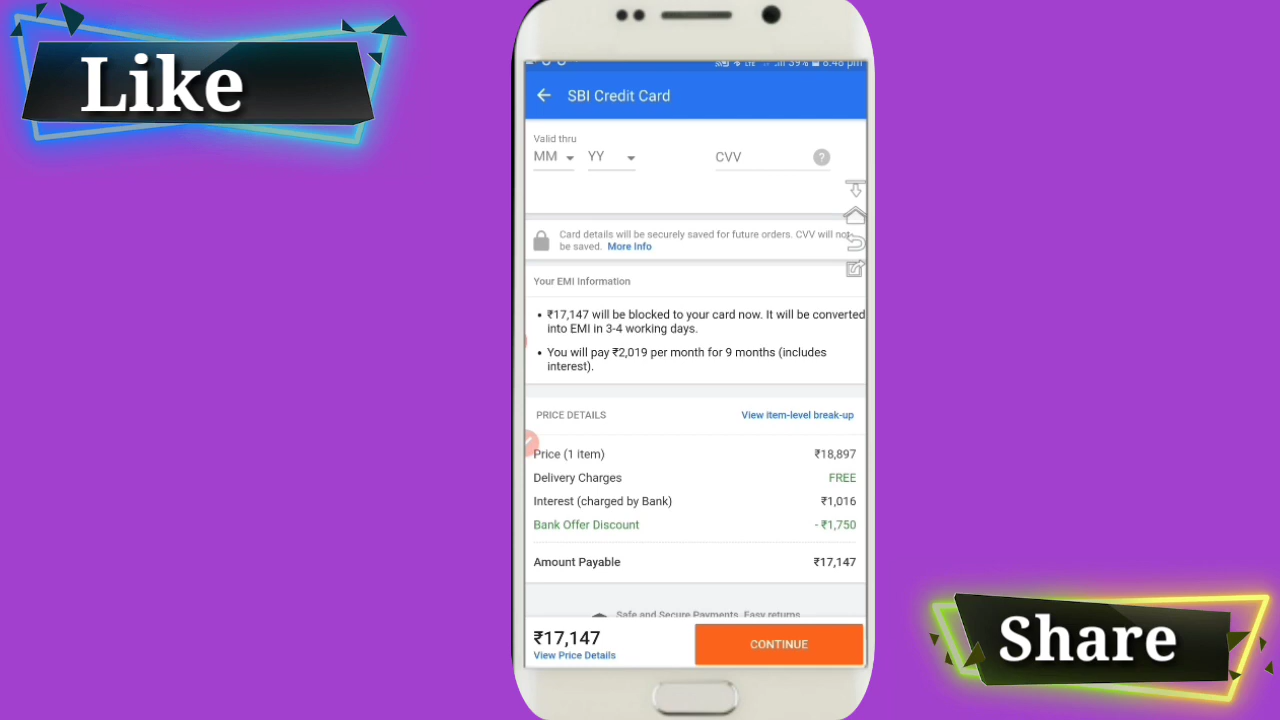 Like
LTE 39% 8:48 pm
SBI Credit Card
Valid thru
MM YY CVV ?
Card details will be securely saved for future orders. CVV will not
be saved. More Info
Your EMI Information
• ₹17,147 will be blocked to your card now. It will be converted
into EMI in 3-4 working days.
• You will pay ₹2,019 per month for 9 months (includes
interest).
PRICE DETAILS View item-level break-up
Price (1 item) ₹18,897
Delivery Charges FREE
Interest (charged by Bank) ₹1,016
Bank Offer Discount - ₹1,750
Amount Payable ₹17,147
Safe and Secure Payments. Easy returns.
₹17,147
View Price Details
CONTINUE
Share